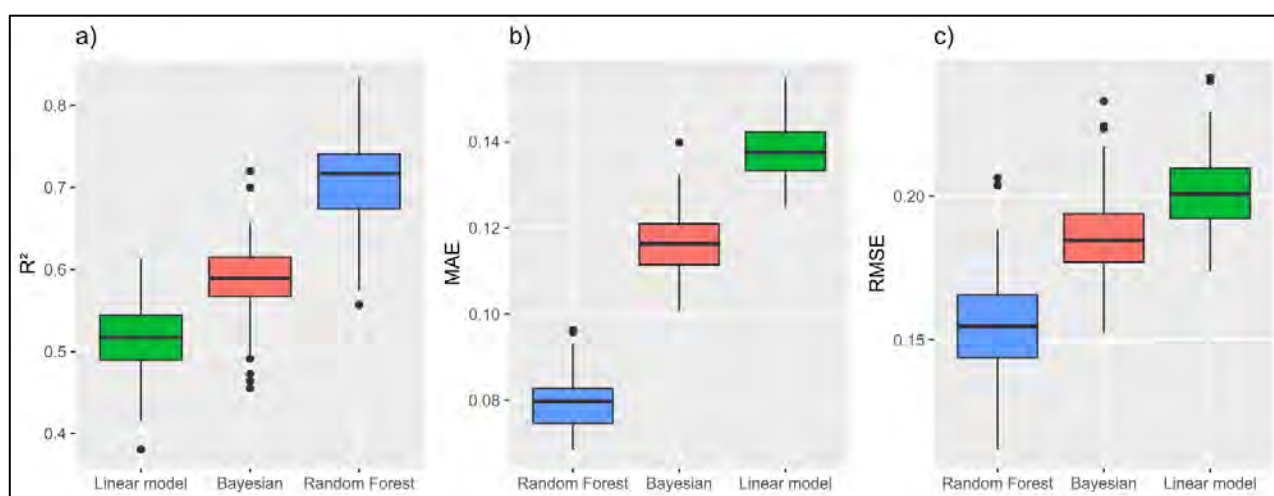 a)
R²
0.8
0.7
0.6
0.5
0.4
Linear model Bayesian Random Forest
b)
MAE
0.14
0.12
0.10
0.08
Random Forest Bayesian Linear model
c)
RMSE
0.20
0.15
Random Forest Bayesian Linear model